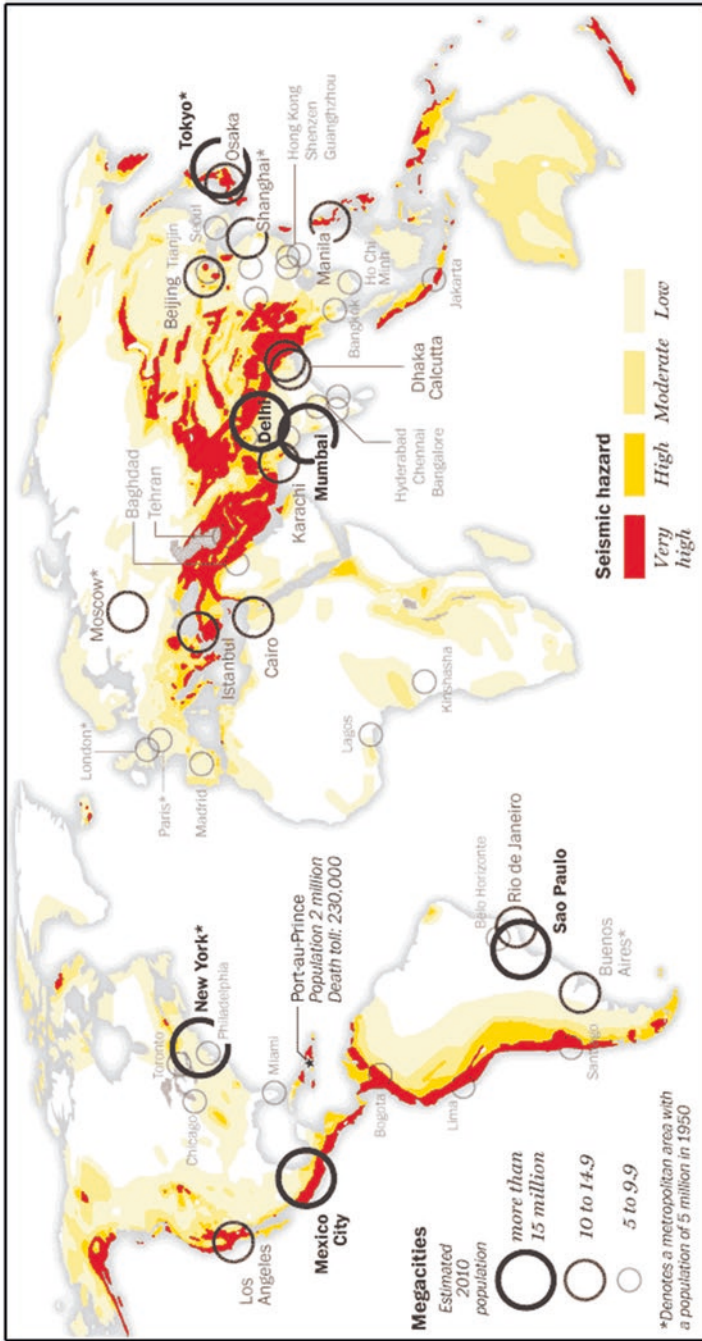 Moscow*
London*
Paris*
Madrid
Istanbul
Cairo
Baghdad
Tehran
Karachi
Delhi
Mumbai
Hyderabad
Chennai
Bangalore
Dhaka
Calcutta
Beijing
Tianjin
Seoul
Tokyo*
Osaka
Shanghai*
Hong Kong
Shenzen
Guanghzhou
Manila
Ho Chi
Minh
Bangkok
Jakarta
Lagos
Kinshasha
Toronto
Chicago
New York*
Philadelphia
Los
Angeles
Miami
Mexico
City
Port-au-Prince
Population 2 million
Death toll: 230,000
Bogota
Lima
Santiago
Belo Horizonte
Rio de Janeiro
Sao Paulo
Buenos
Aires*
Megacities
Estimated
2010
population
more than
15 million
10 to 14.9
5 to 9.9
*Denotes a metropolitan area with
a population of 5 million in 1950
Seismic hazard
Very
high
High
Moderate
Low